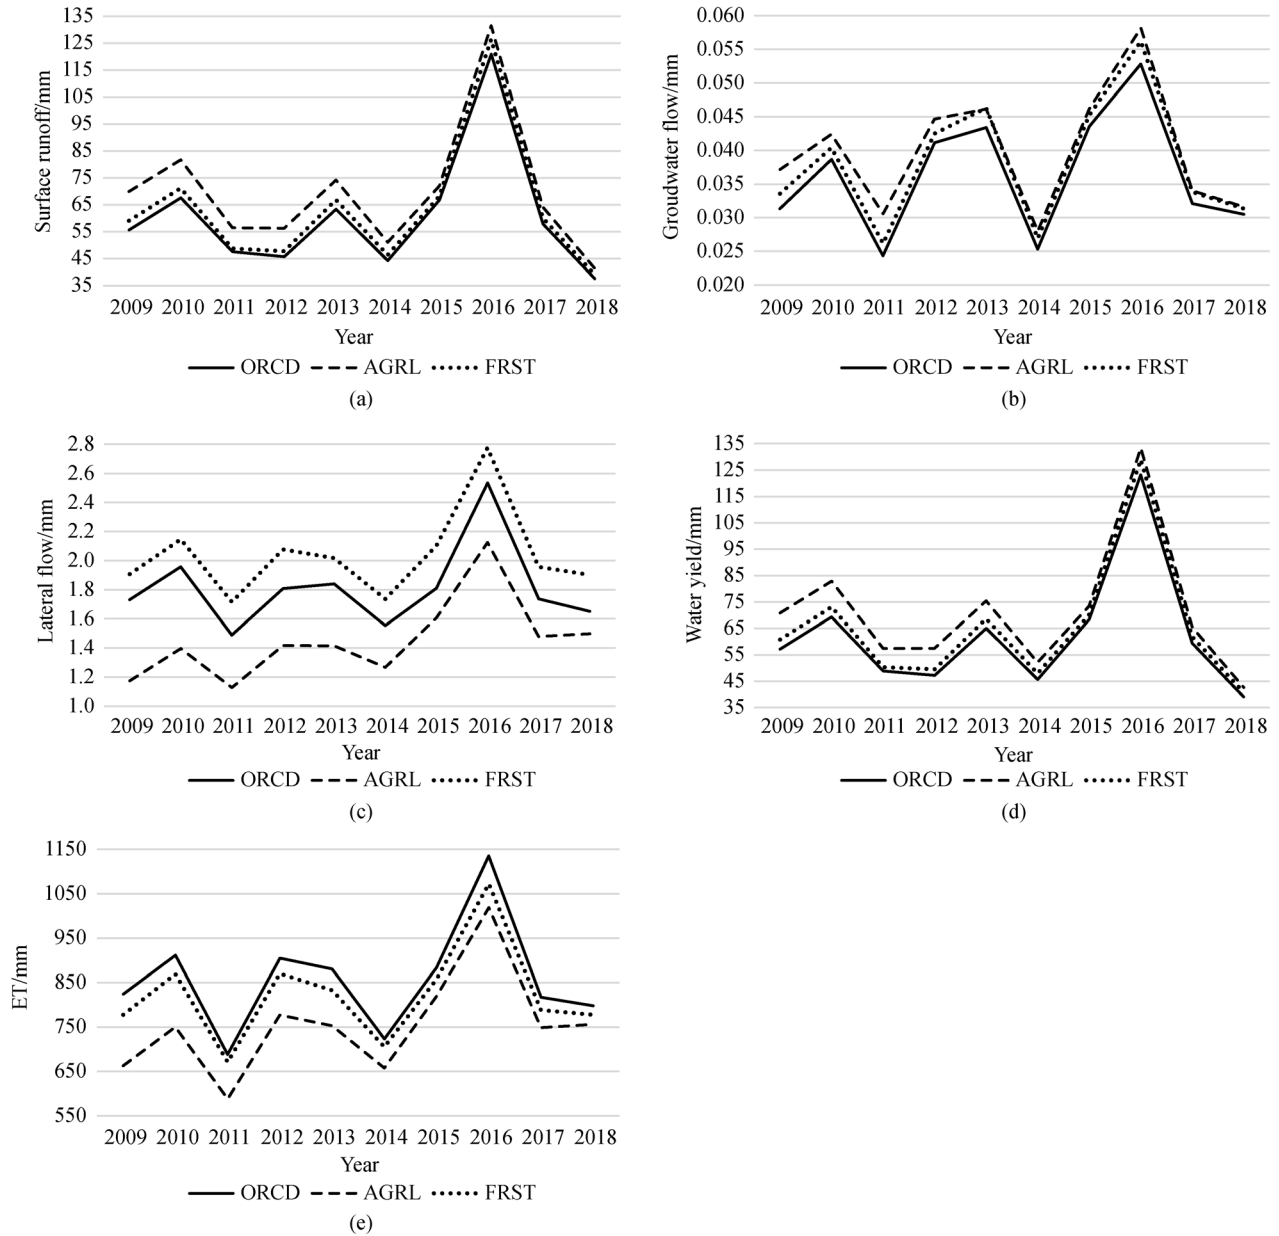 135
125
115
105
95
85
75
65
55
45
35
Surface runoff/mm
2009 2010 2011 2012 2013 2014 2015 2016 2017 2018
Year
ORCD AGRL FRST
(a)
0.060
0.055
0.050
0.045
0.040
0.035
0.030
0.025
0.020
Groudwater flow/mm
2009 2010 2011 2012 2013 2014 2015 2016 2017 2018
Year
ORCD AGRL FRST
(b)
2.8
2.6
2.4
2.2
2.0
1.8
1.6
1.4
1.2
1.0
Lateral flow/mm
2009 2010 2011 2012 2013 2014 2015 2016 2017 2018
Year
ORCD AGRL FRST
(c)
135
125
115
105
95
85
75
65
55
45
35
Water yield/mm
2009 2010 2011 2012 2013 2014 2015 2016 2017 2018
Year
ORCD AGRL FRST
(d)
1150
1050
950
850
750
650
550
ET/mm
2009 2010 2011 2012 2013 2014 2015 2016 2017 2018
Year
ORCD AGRL FRST
(e)